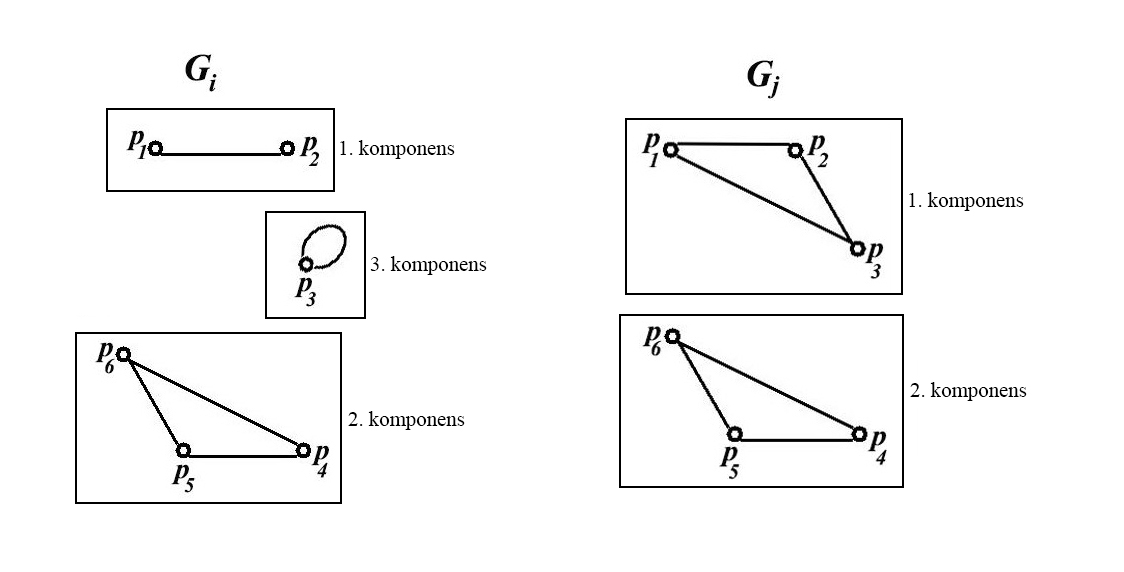 Gi
p1 p2 1. komponens
p3 3. komponens
p6 p5 p4 2. komponens
Gj
p1 p2 p3 1. komponens
p6 p5 p4 2. komponens